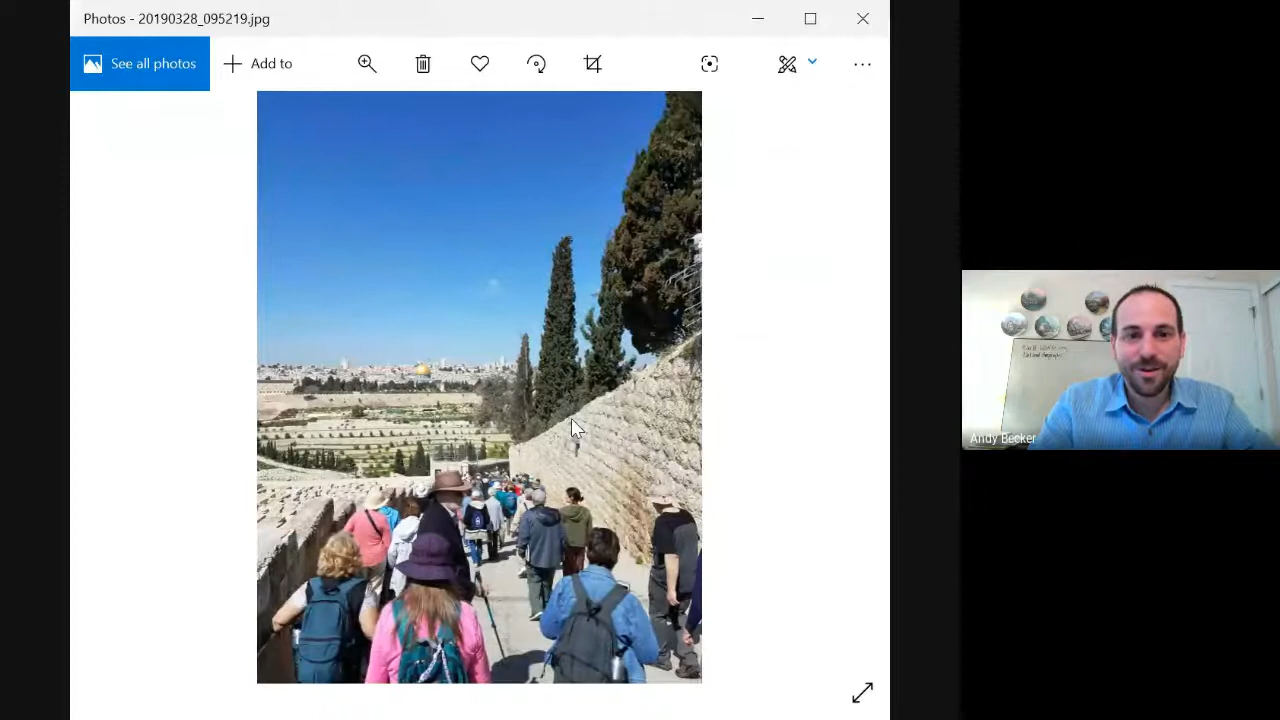 Photos - 20190328_095219.jpg
See all photos
Add to
Andy Becker